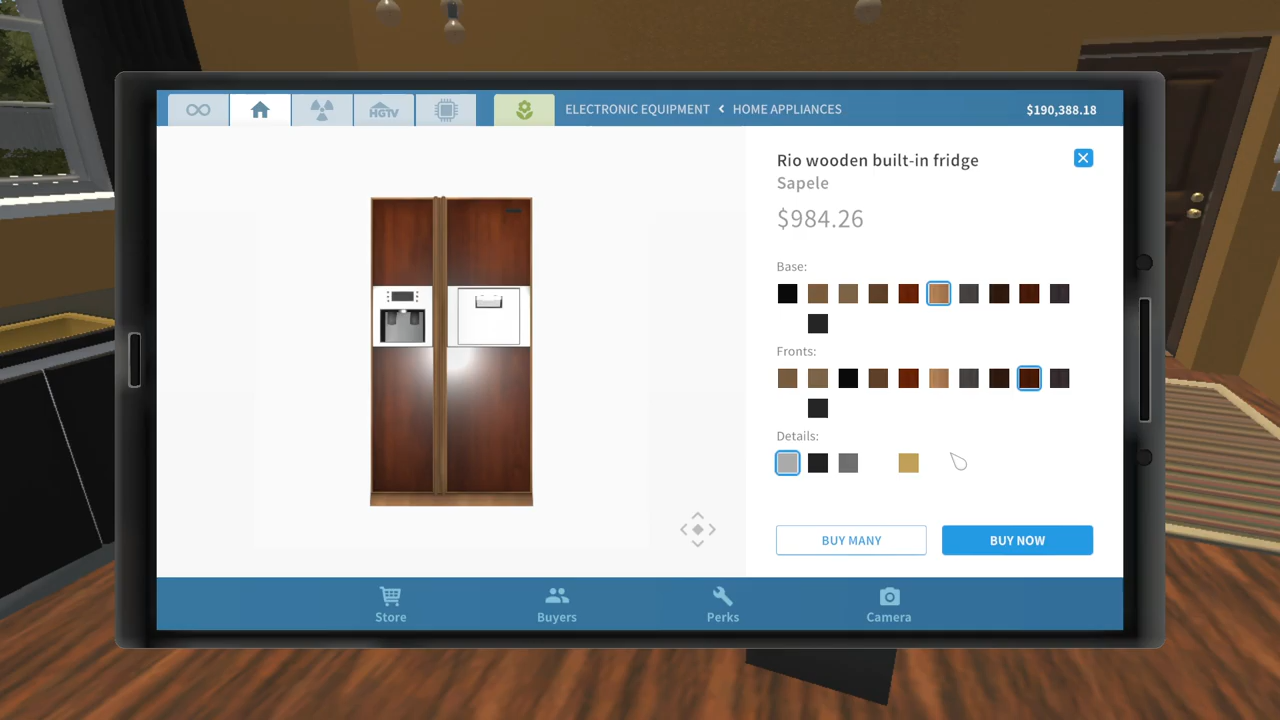 HGTV
ELECTRONIC EQUIPMENT < HOME APPLIANCES
$190,388.18
Rio wooden built-in fridge
Sapele
$984.26
Base:
Fronts:
Details:
BUY MANY
BUY NOW
Store
Buyers
Perks
Camera